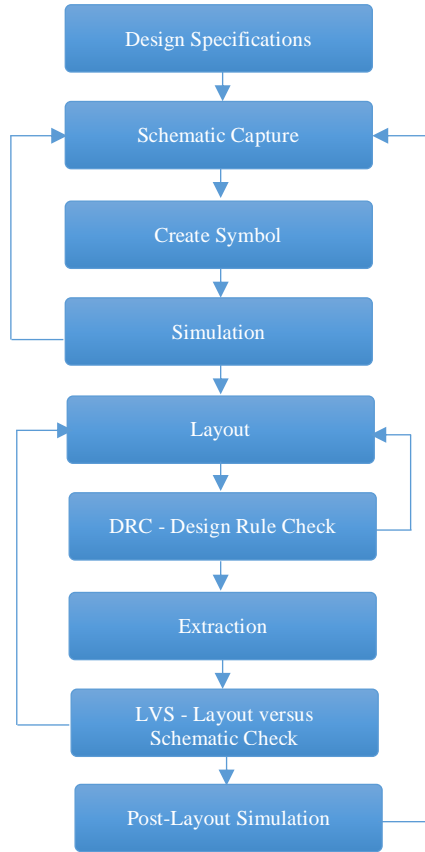 Design Specifications
Schematic Capture
Create Symbol
Simulation
Layout
DRC - Design Rule Check
Extraction
LVS - Layout versus
Schematic Check
Post-Layout Simulation